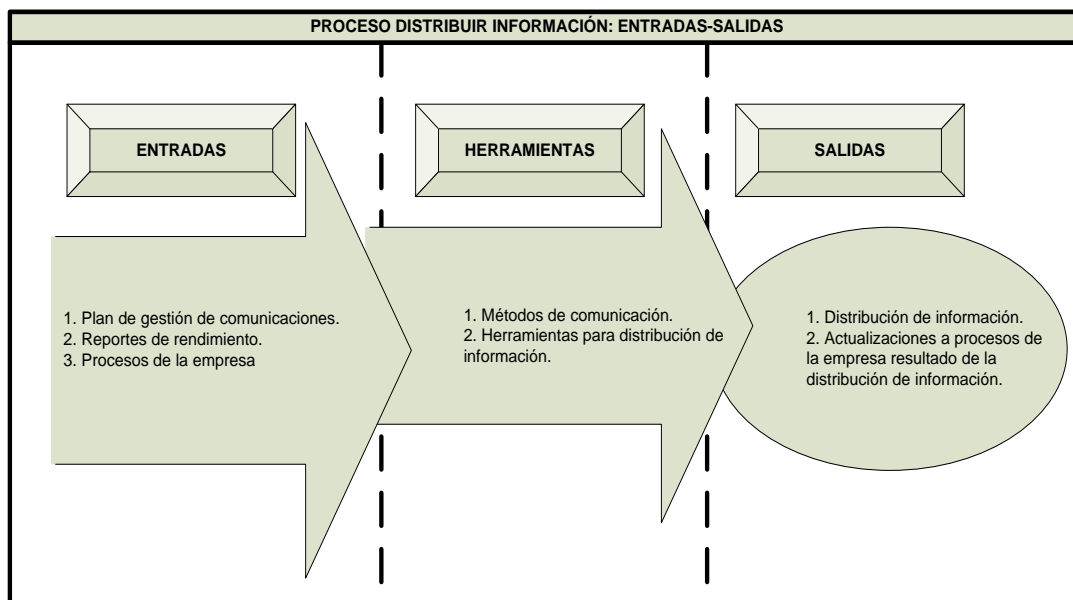 PROCESO DISTRIBUIR INFORMACIÓN: ENTRADAS-SALIDAS
ENTRADAS
1. Plan de gestión de comunicaciones.
2. Reportes de rendimiento.
3. Procesos de la empresa
HERRAMIENTAS
1. Métodos de comunicación.
2. Herramientas para distribución de
información.
SALIDAS
1. Distribución de información.
2. Actualizaciones a procesos de
la empresa resultado de la
distribución de información.